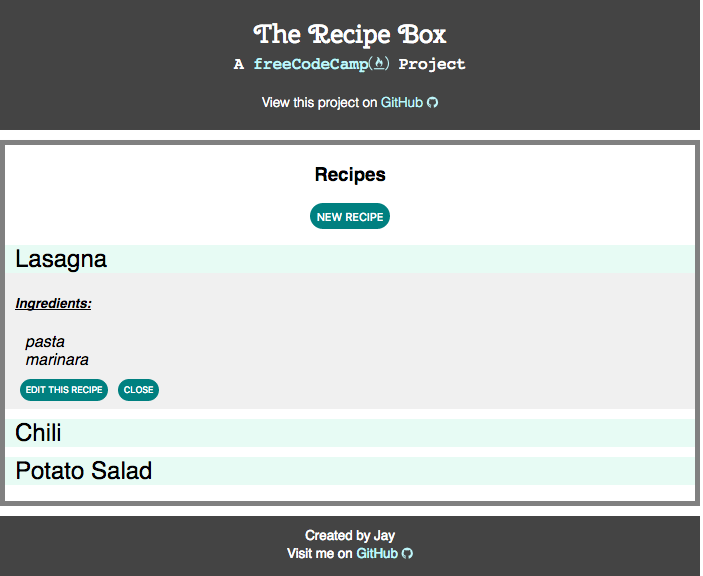 The Recipe Box
A freeCodeCamp Project
View this project on GitHub
Recipes
NEW RECIPE
Lasagna
Ingredients:
pasta
marinara
EDIT THIS RECIPE CLOSE
Chili
Potato Salad
Created by Jay
Visit me on GitHub